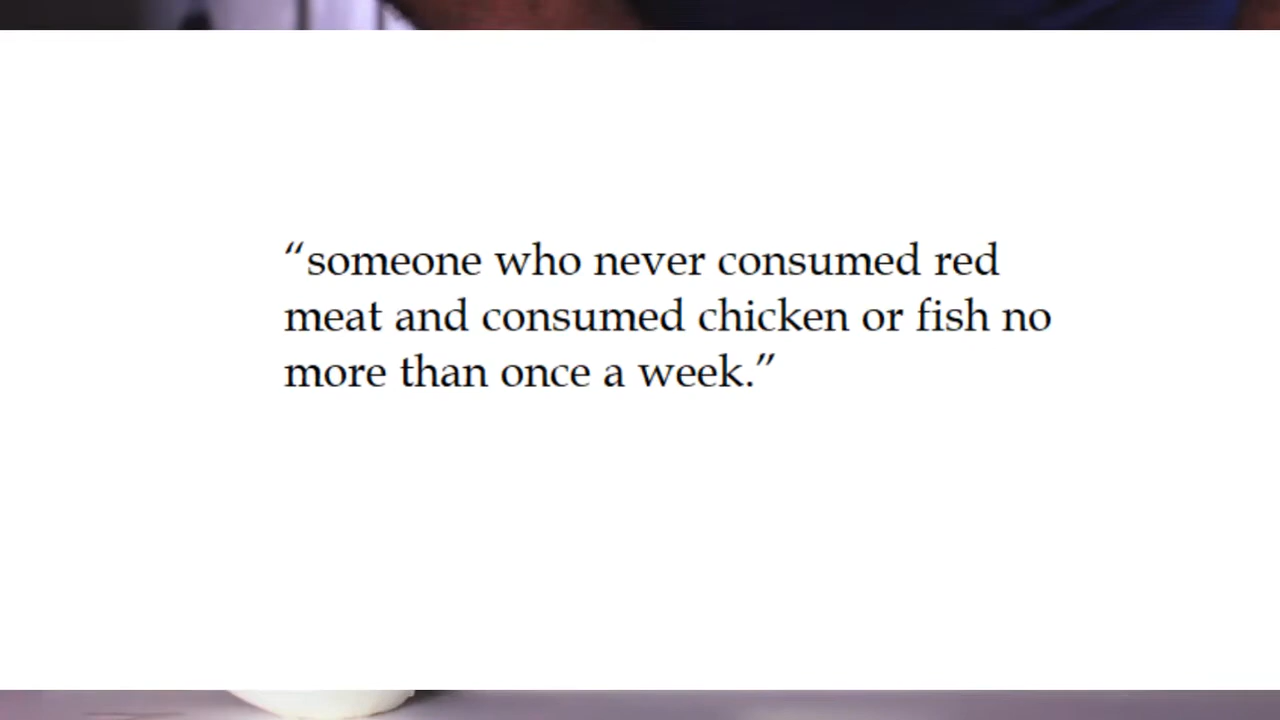 “someone who never consumed red
meat and consumed chicken or fish no
more than once a week.”